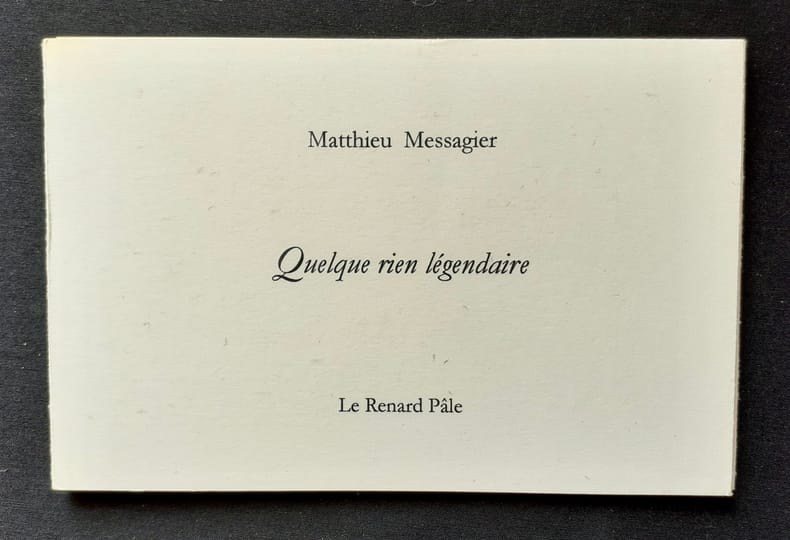 Matthieu Messagier
Quelque rien légendaire
Le Renard Pâle